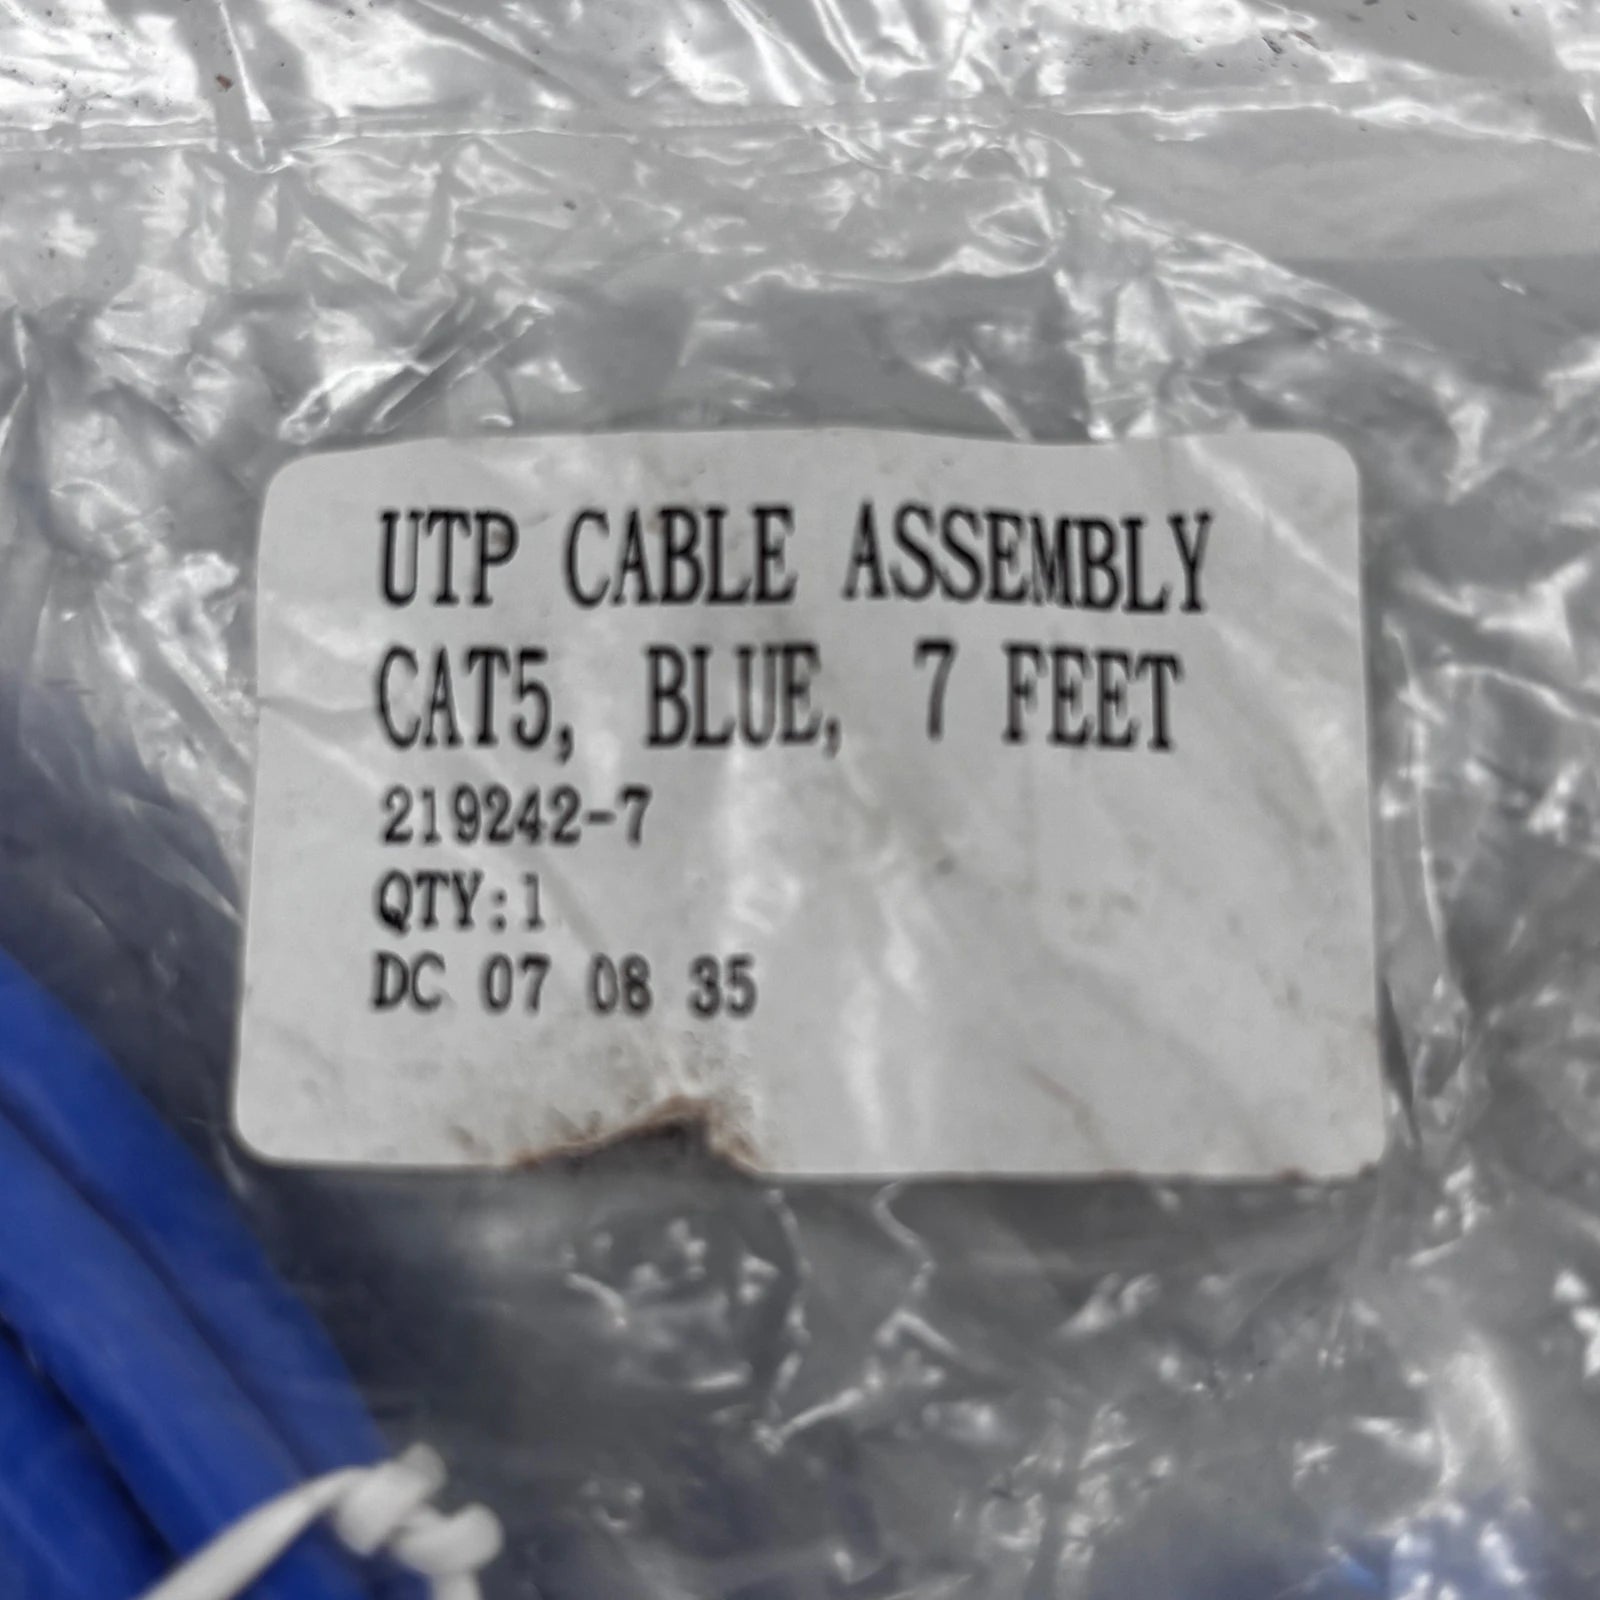 UTP CABLE ASSEMBLY
CAT5, BLUE, 7 FEET
219242-7
QTY:1
DC 07 08 35